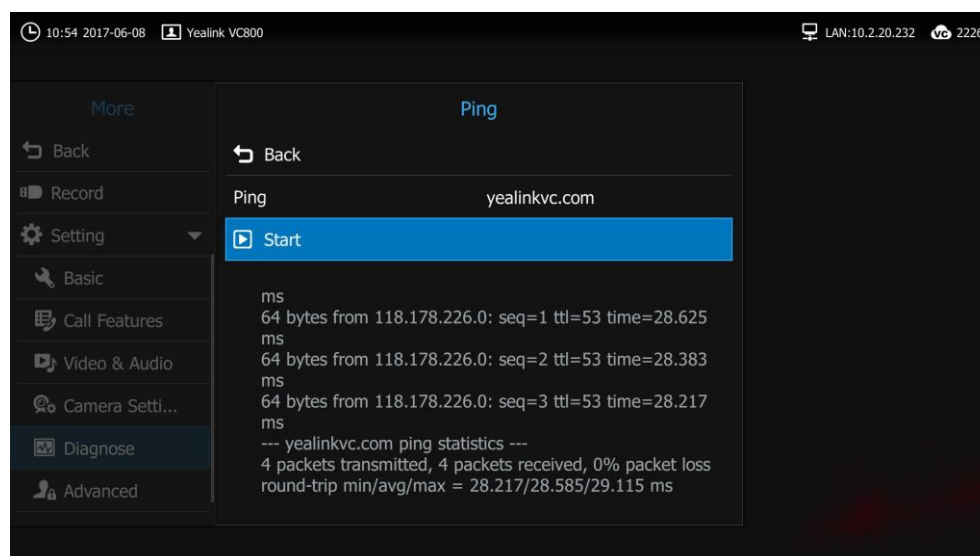 10:54 2017-06-08 Yealink VC800 LAN:10.2.20.232 VC 2226
More
Back
Record
Setting
Basic
Call Features
Video & Audio
Camera Setti...
Diagnose
Advanced
Ping
Back
Ping yealinkvc.com
Start
ms
64 bytes from 118.178.226.0: seq=1 ttl=53 time=28.625
ms
64 bytes from 118.178.226.0: seq=2 ttl=53 time=28.383
ms
64 bytes from 118.178.226.0: seq=3 ttl=53 time=28.217
ms
--- yealinkvc.com ping statistics ---
4 packets transmitted, 4 packets received, 0% packet loss
round-trip min/avg/max = 28.217/28.585/29.115 ms